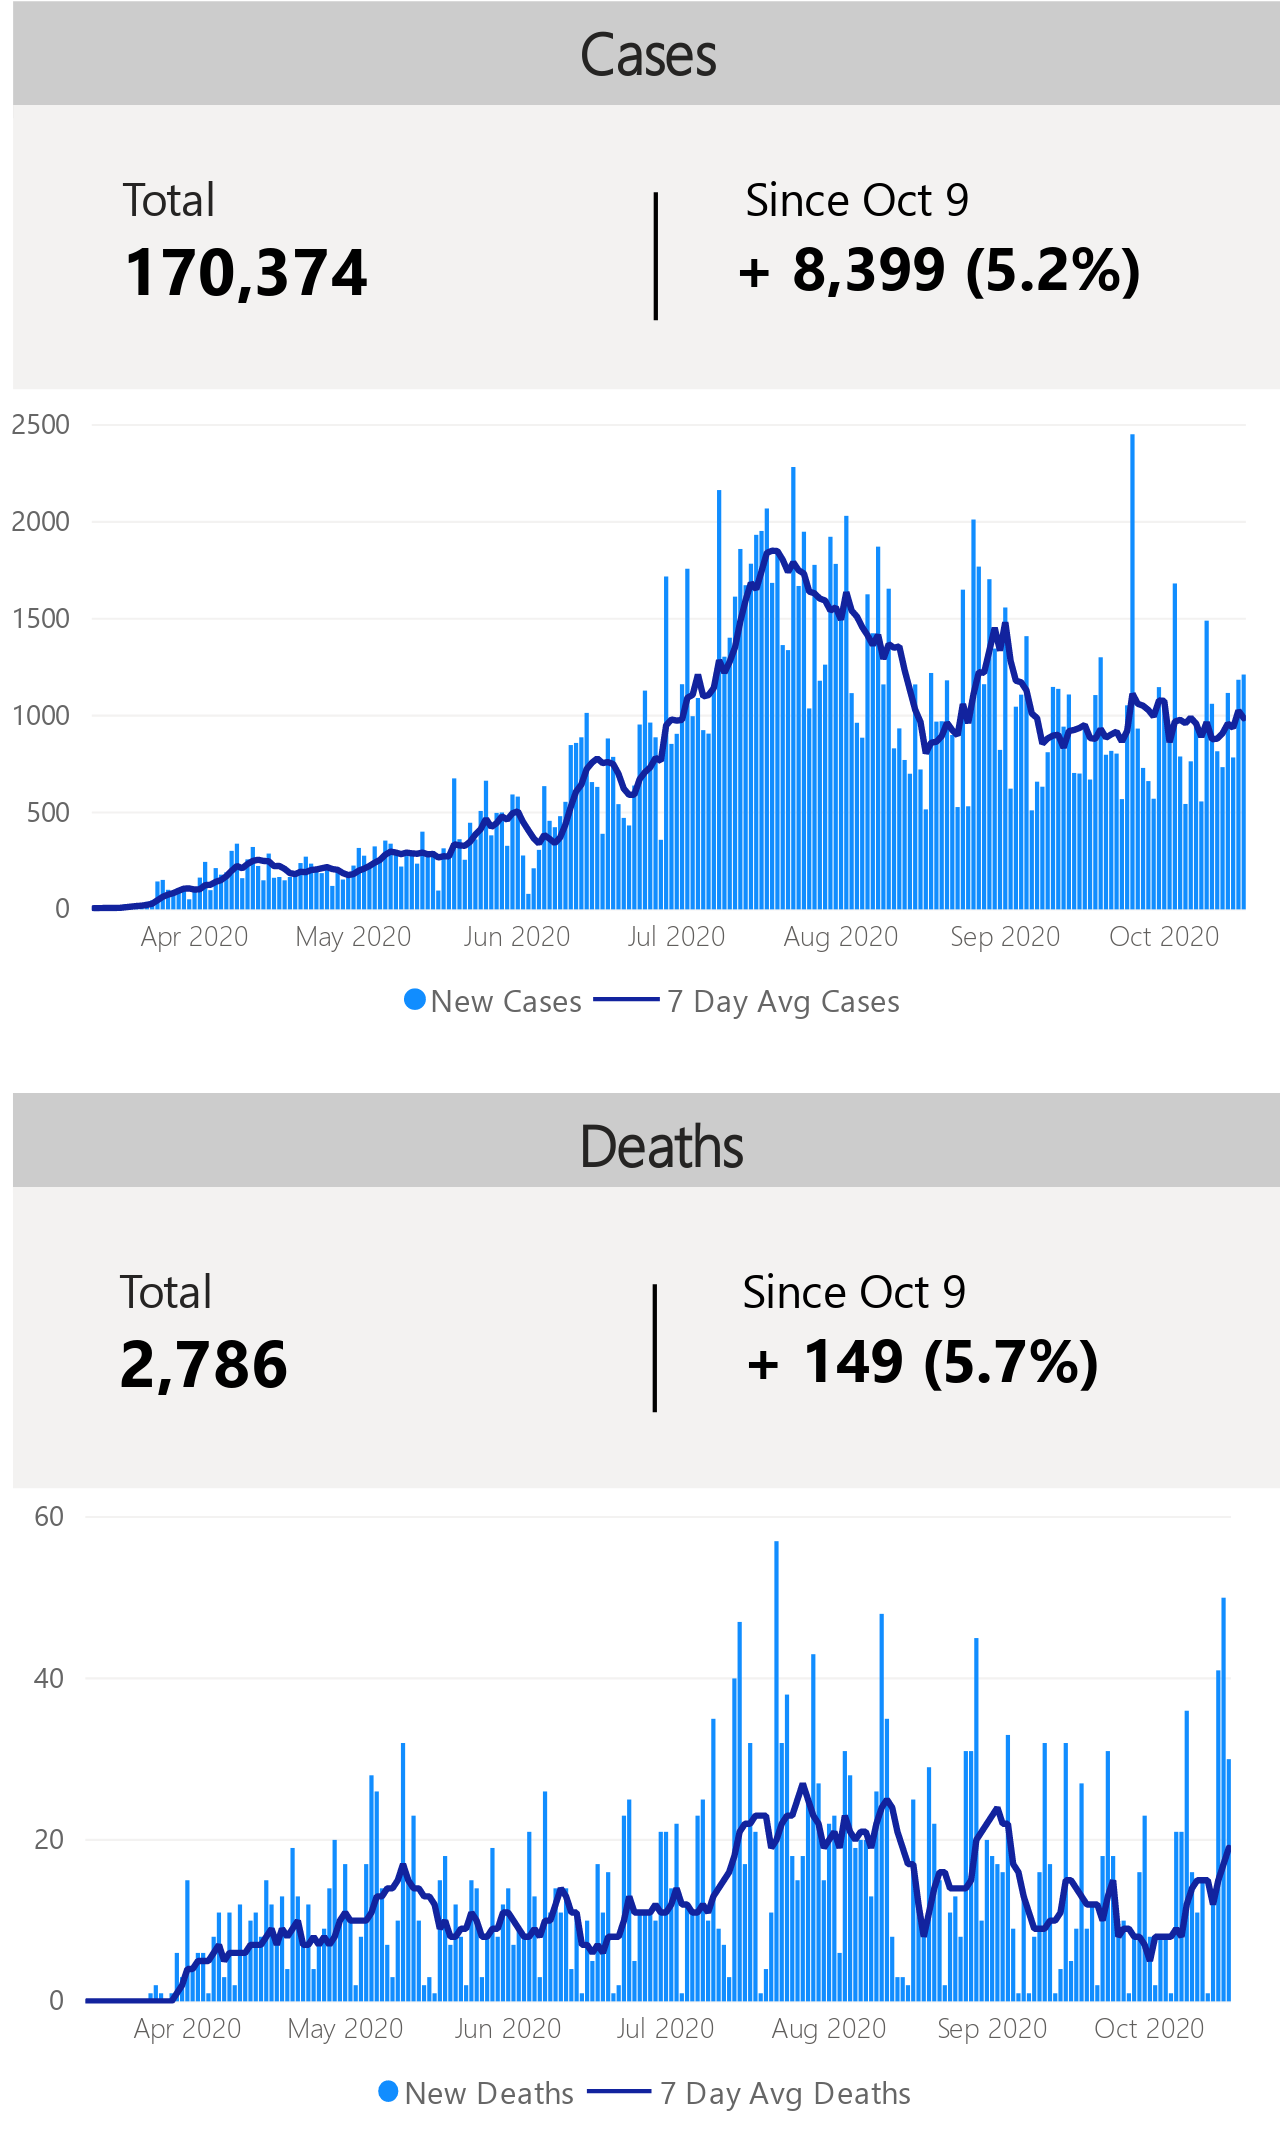 Cases
Total
Since Oct 9
170,374
+ 8,399 (5.2%)
2500
2000
1500
1000
500
0
Apr 2020 May 2020 Jun 2020 Jul 2020 Aug 2020 Sep 2020 Oct 2020
New Cases 7 Day Avg Cases
Deaths
Total
Since Oct 9
2,786
+ 149 (5.7%)
60
40
20
0
Apr 2020 May 2020 Jun 2020 Jul 2020 Aug 2020 Sep 2020 Oct 2020
New Deaths 7 Day Avg Deaths